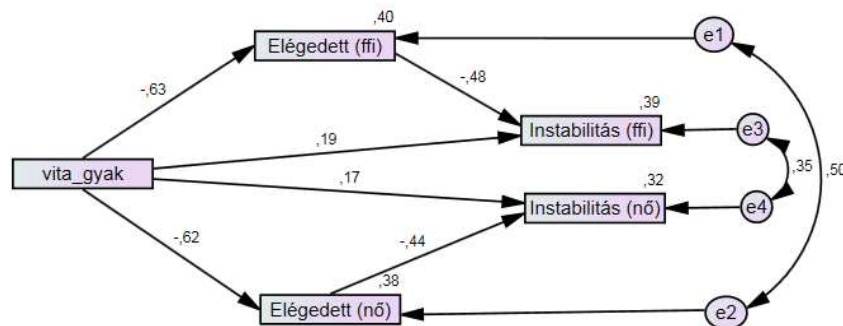 ,40
Elégedett (ffi)
e1
-,63
-,48
,39
,19
Instabilitás (ffi)
e3
vita_gyak
,35
,50
,17
,32
Instabilitás (nő)
e4
-,62
-,44
,38
Elégedett (nő)
e2